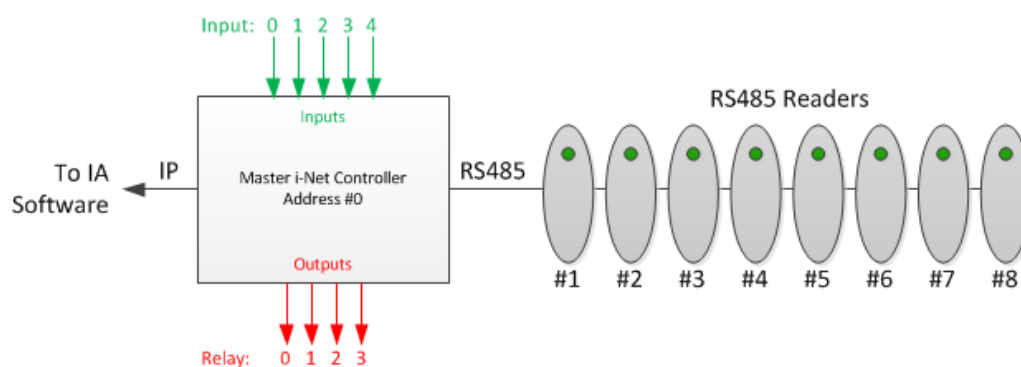 Input: 0 1 2 3 4
Inputs
RS485 Readers
To IA
Software
IP
Master i-Net Controller
Address #0
RS485
Outputs
#1 #2 #3 #4 #5 #6 #7 #8
Relay: 0 1 2 3